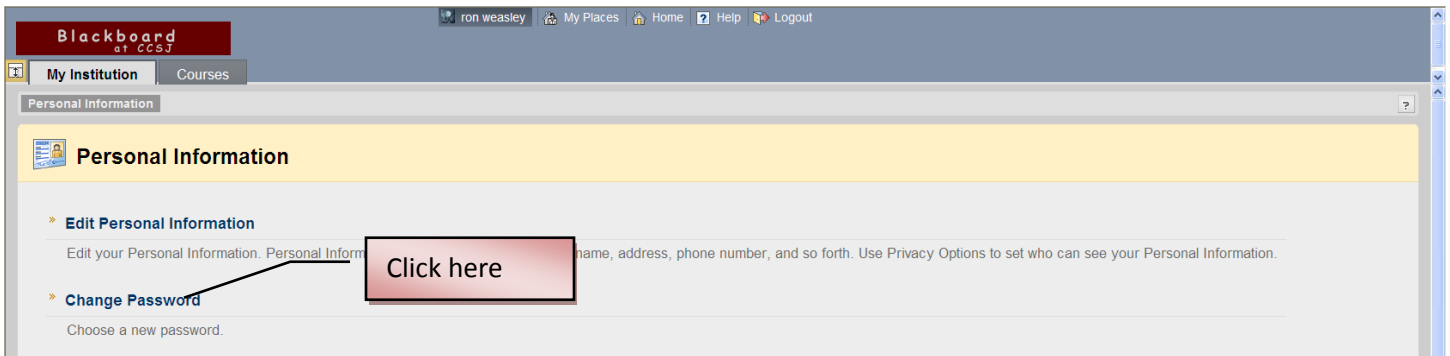 ron weasley My Places Home ? Help Logout
Blackboard
at CCSJ
My Institution Courses
Personal Information ?
Personal Information
» Edit Personal Information
Edit your Personal Information. Personal Inform name, address, phone number, and so forth. Use Privacy Options to set who can see your Personal Information.
Click here
» Change Password
Choose a new password.